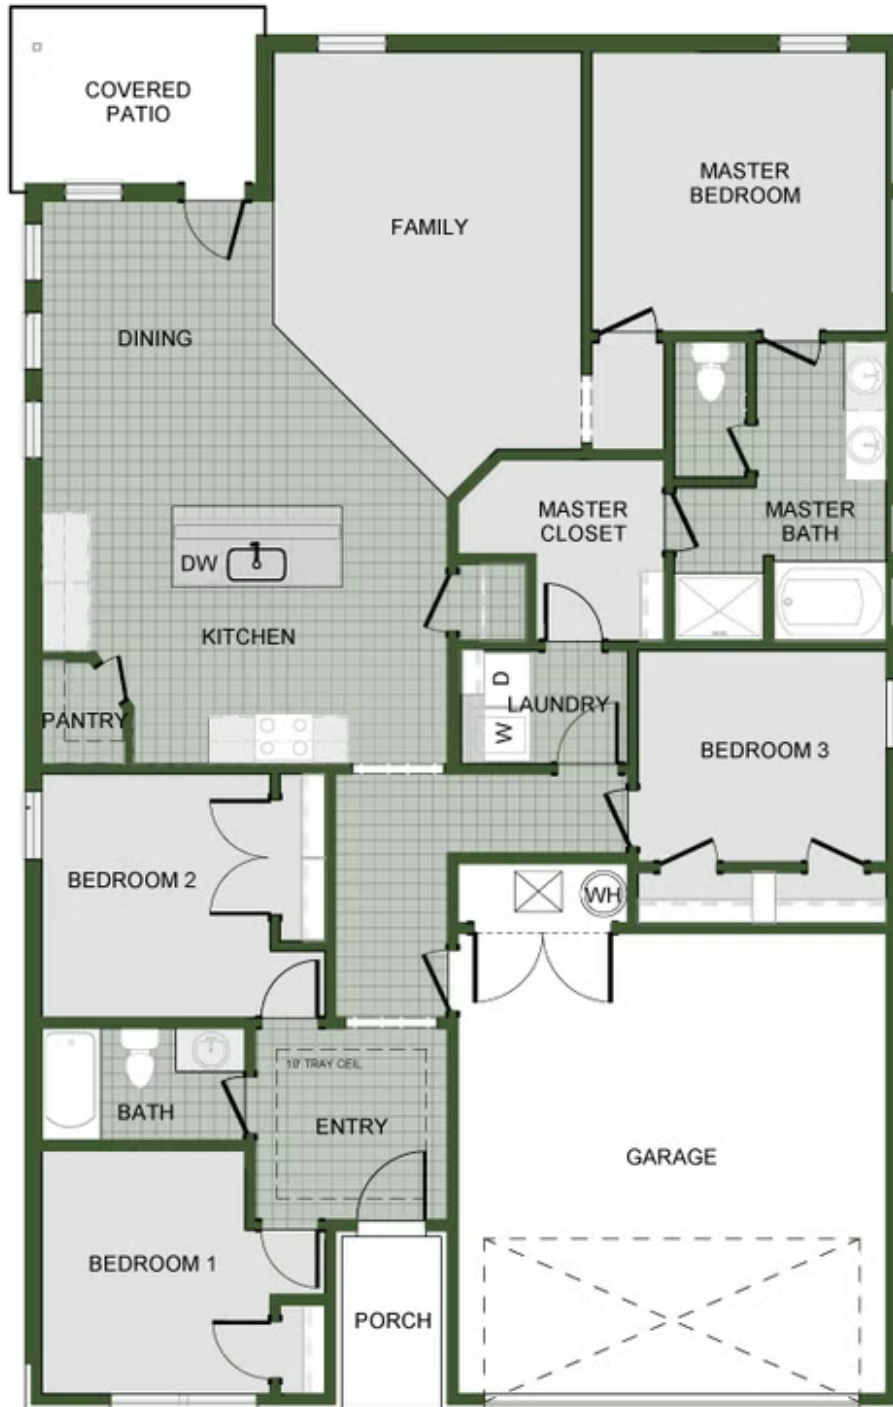 COVERED
PATIO
MASTER
BEDROOM
FAMILY
DINING
MASTER
CLOSET
MASTER
BATH
DW
KITCHEN
D
LAUNDRY
W
PANTRY
BEDROOM 3
BEDROOM 2
WH
10' TRAY CEIL
BATH
ENTRY
GARAGE
BEDROOM 1
PORCH